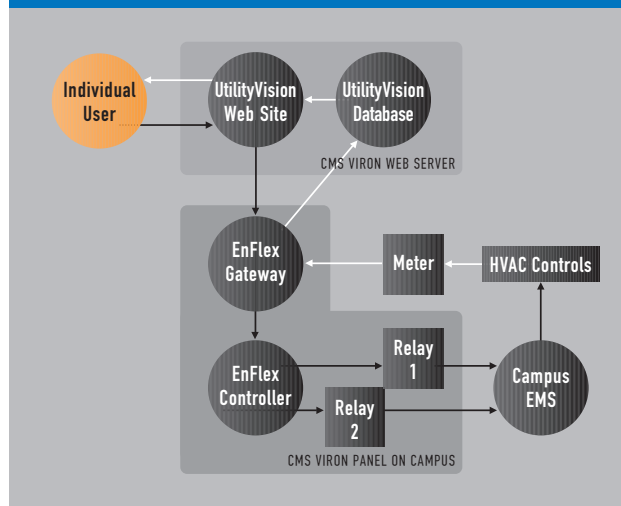 Individual
User
UtilityVision
Web Site
UtilityVision
Database
CMS VIRON WEB SERVER
EnFlex
Gateway
Meter
HVAC Controls
EnFlex
Controller
Relay
1
Relay
2
Campus
EMS
CMS VIRON PANEL ON CAMPUS